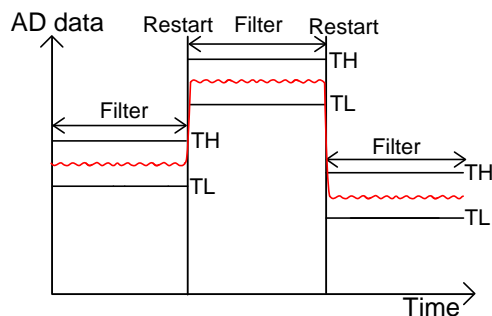 AD data
Restart
Filter
Restart
TH
TL
Filter
TH
TL
Filter
TH
TL
Time